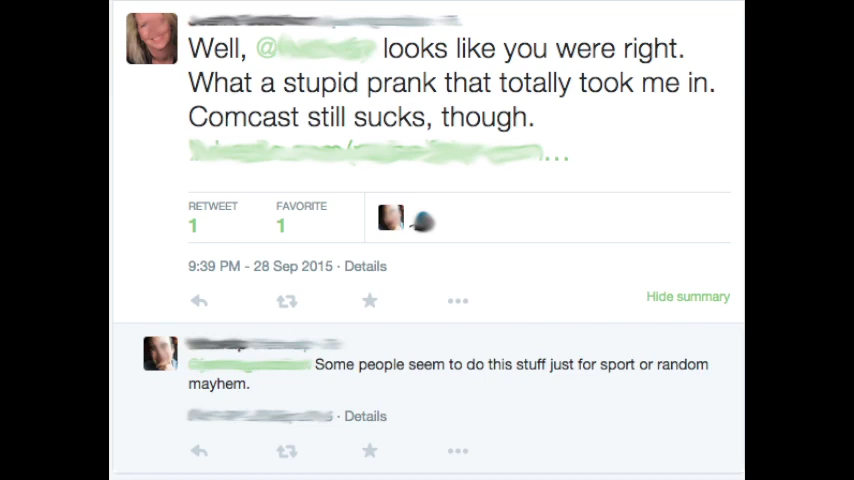 Well, @ looks like you were right.
What a stupid prank that totally took me in.
Comcast still sucks, though.
...
RETWEET FAVORITE
1 1
9:39 PM - 28 Sep 2015 · Details
Hide summary
Some people seem to do this stuff just for sport or random
mayhem.
· Details